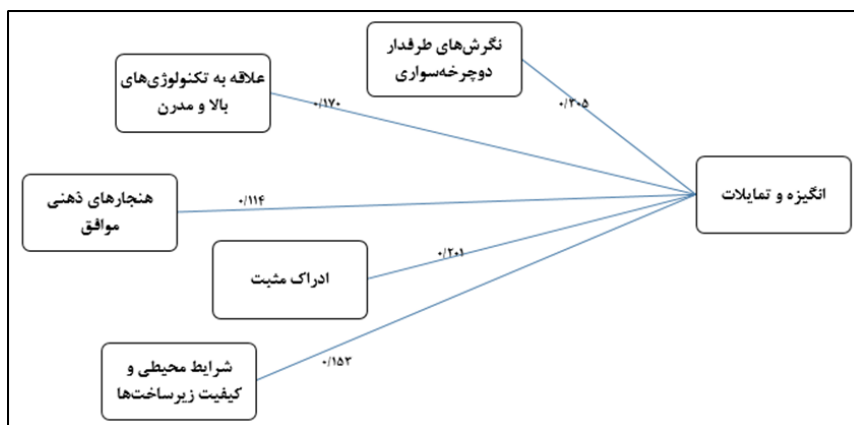 نگرش‌های طرفدار
دوچرخه‌سواری
۰/۳۰۵
علاقه به تکنولوژی‌های
بالا و مدرن
۰/۱۷۰
انگیزه و تمایلات
هنجارهای ذهنی
موافق
۰/۱۱۴
ادراک مثبت
۰/۲۰۱
شرایط محیطی و
کیفیت زیرساخت‌ها
۰/۱۵۳